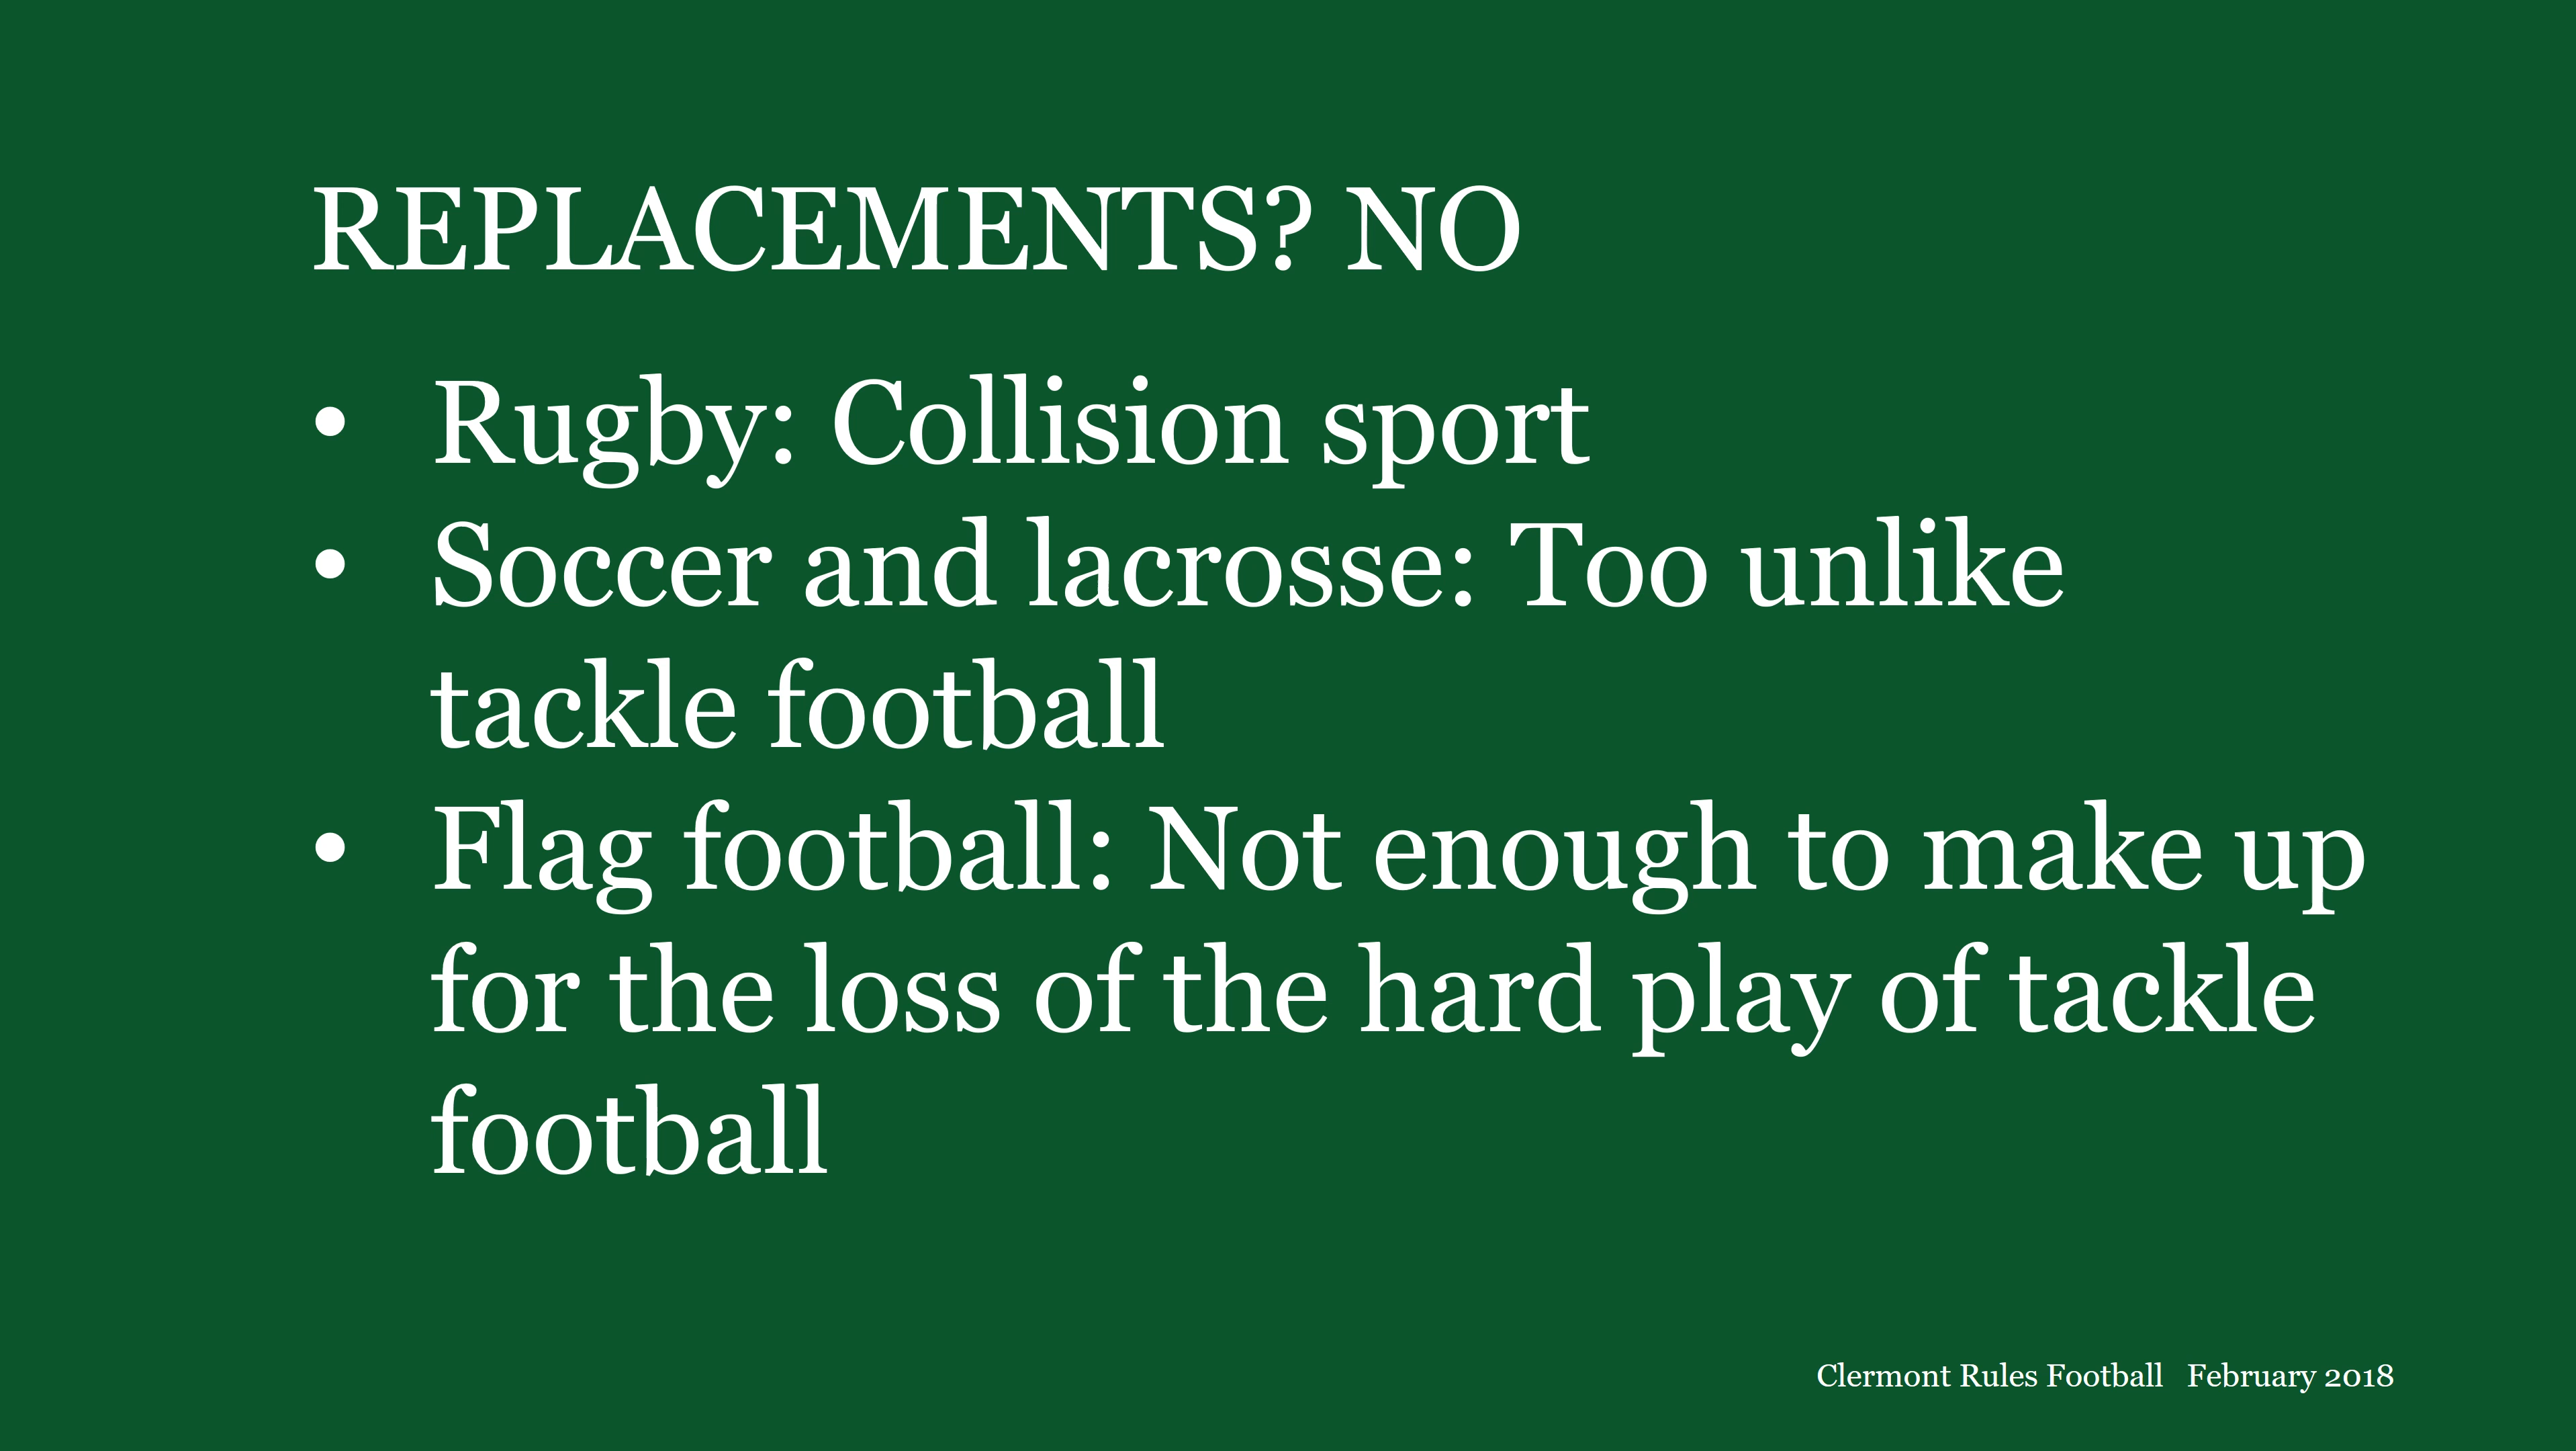 REPLACEMENTS? NO
• Rugby: Collision sport
• Soccer and lacrosse: Too unlike
tackle football
• Flag football: Not enough to make up
for the loss of the hard play of tackle
football
Clermont Rules Football February 2018